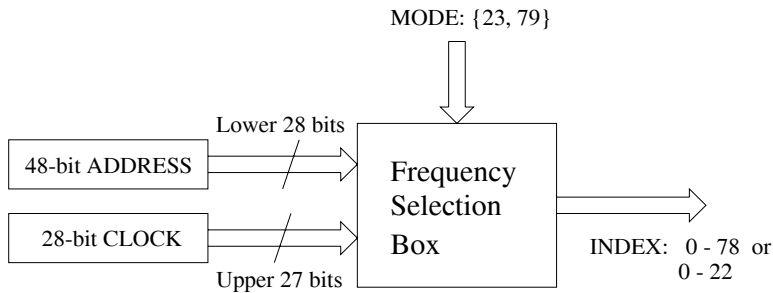 MODE: {23, 79}
Lower 28 bits
48-bit ADDRESS
28-bit CLOCK
Upper 27 bits
Frequency
Selection
Box
INDEX: 0 - 78 or
0 - 22